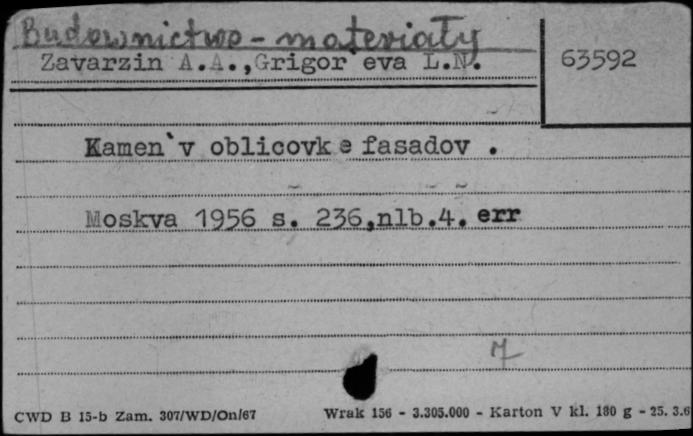 Budownictwo - materiały
Zavarzin A.A.,Grigor`eva L.N.
63592
Kamen`v oblicovke fasadov .
Moskva 1956 s. 236,nlb.4. err
7
CWD B 15-b Zam. 307/WD/On/67 Wrak 156 - 3.305.000 - Karton V kl. 180 g - 25. 3.6